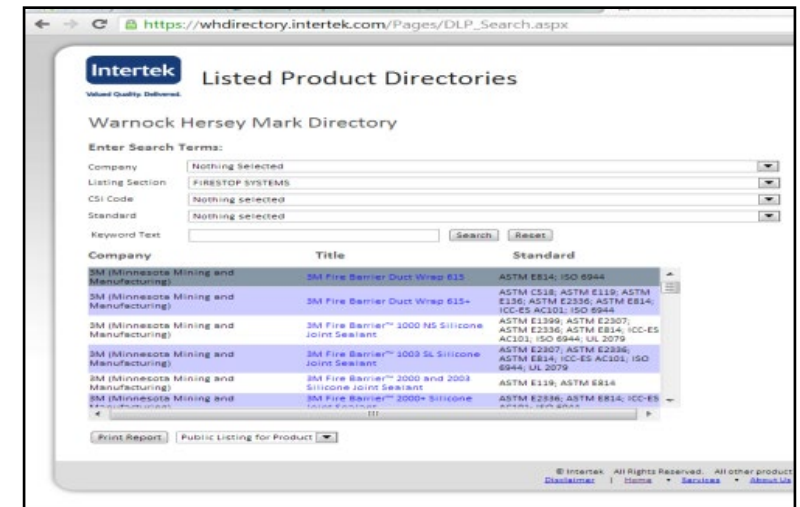 https://whdirectory.intertek.com/Pages/DLP_Search.aspx
Intertek
Valued Quality. Delivered.
Listed Product Directories
Warnock Hersey Mark Directory
Enter Search Terms:
Company Nothing Selected
Listing Section FIRESTOP SYSTEMS
CSI Code Nothing selected
Standard Nothing selected
Keyword Text Search Reset
Company Title Standard
3M (Minnesota Mining and Manufacturing) 3M Fire Barrier Duct Wrap 615 ASTM E814; ISO 6944
3M (Minnesota Mining and Manufacturing) 3M Fire Barrier Duct Wrap 615+ ASTM C518; ASTM E119; ASTM E136; ASTM E2336; ASTM E814; ICC-ES AC101; ISO 6944
3M (Minnesota Mining and Manufacturing) 3M Fire Barrier™ 1000 NS Silicone Joint Sealant ASTM E1399; ASTM E2307; ASTM E2336; ASTM E814; ICC-ES AC101; ISO 6944; UL 2079
3M (Minnesota Mining and Manufacturing) 3M Fire Barrier™ 1003 SL Silicone Joint Sealant ASTM E2307; ASTM E2336; ASTM E814; ICC-ES AC101; ISO 6944; UL 2079
3M (Minnesota Mining and Manufacturing) 3M Fire Barrier™ 2000 and 2003 Silicone Joint Sealant ASTM E119; ASTM E814
3M (Minnesota Mining and Manufacturing) 3M Fire Barrier™ 2000+ Silicone Joint Sealant ASTM E2336; ASTM E814; ICC-ES AC101; ISO 6944
Print Report Public Listing for Product
© Intertek. All Rights Reserved. All other product
Disclaimer | Home • Services • About Us